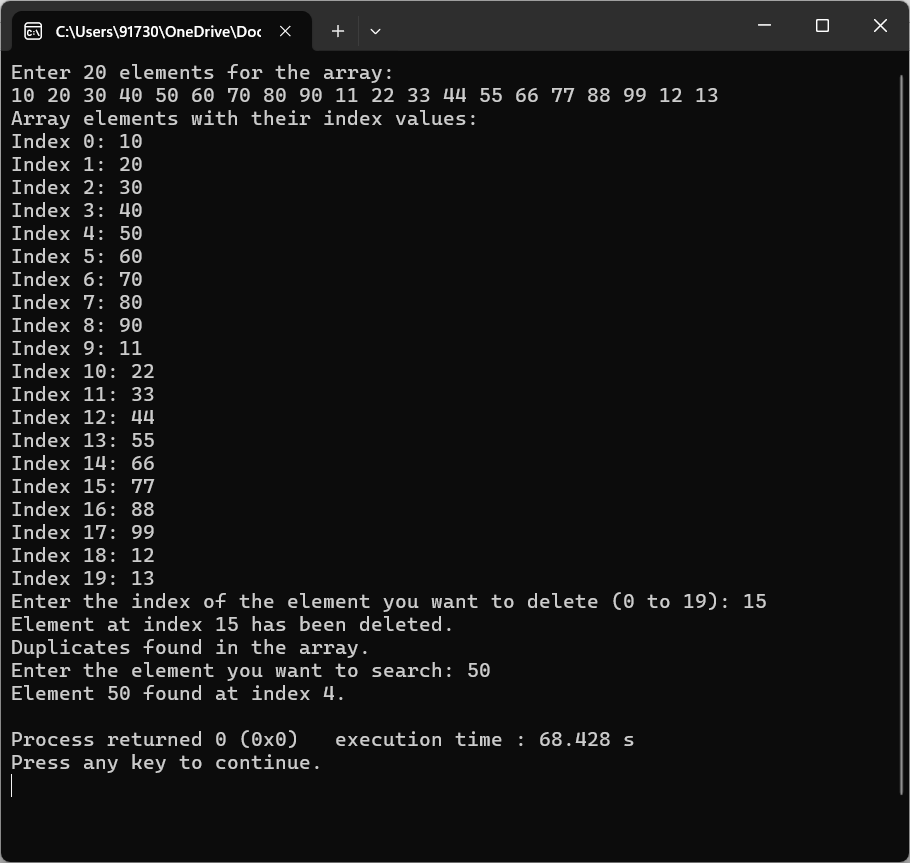 C:\Users\91730\OneDrive\Doc
Enter 20 elements for the array:
10 20 30 40 50 60 70 80 90 11 22 33 44 55 66 77 88 99 12 13
Array elements with their index values:
Index 0: 10
Index 1: 20
Index 2: 30
Index 3: 40
Index 4: 50
Index 5: 60
Index 6: 70
Index 7: 80
Index 8: 90
Index 9: 11
Index 10: 22
Index 11: 33
Index 12: 44
Index 13: 55
Index 14: 66
Index 15: 77
Index 16: 88
Index 17: 99
Index 18: 12
Index 19: 13
Enter the index of the element you want to delete (0 to 19): 15
Element at index 15 has been deleted.
Duplicates found in the array.
Enter the element you want to search: 50
Element 50 found at index 4.
Process returned 0 (0x0)   execution time : 68.428 s
Press any key to continue.